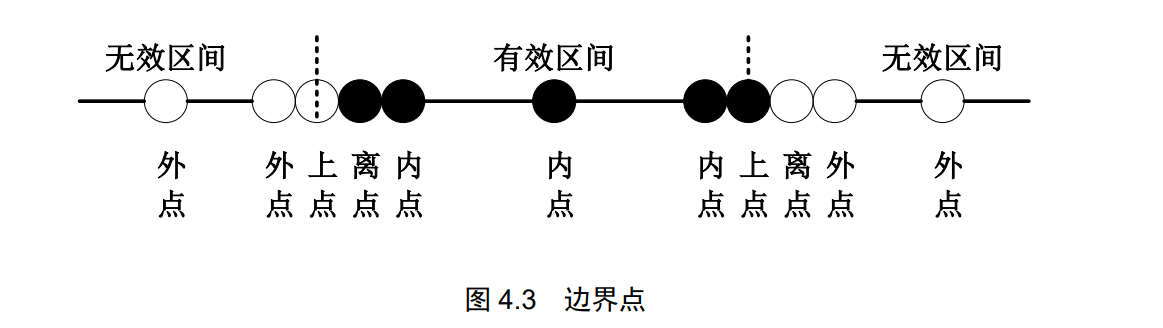 无效区间 有效区间 无效区间
外点 外点 上点 离点 内点 内点 内点 上点 离点 外点 外点
图 4.3 边界点